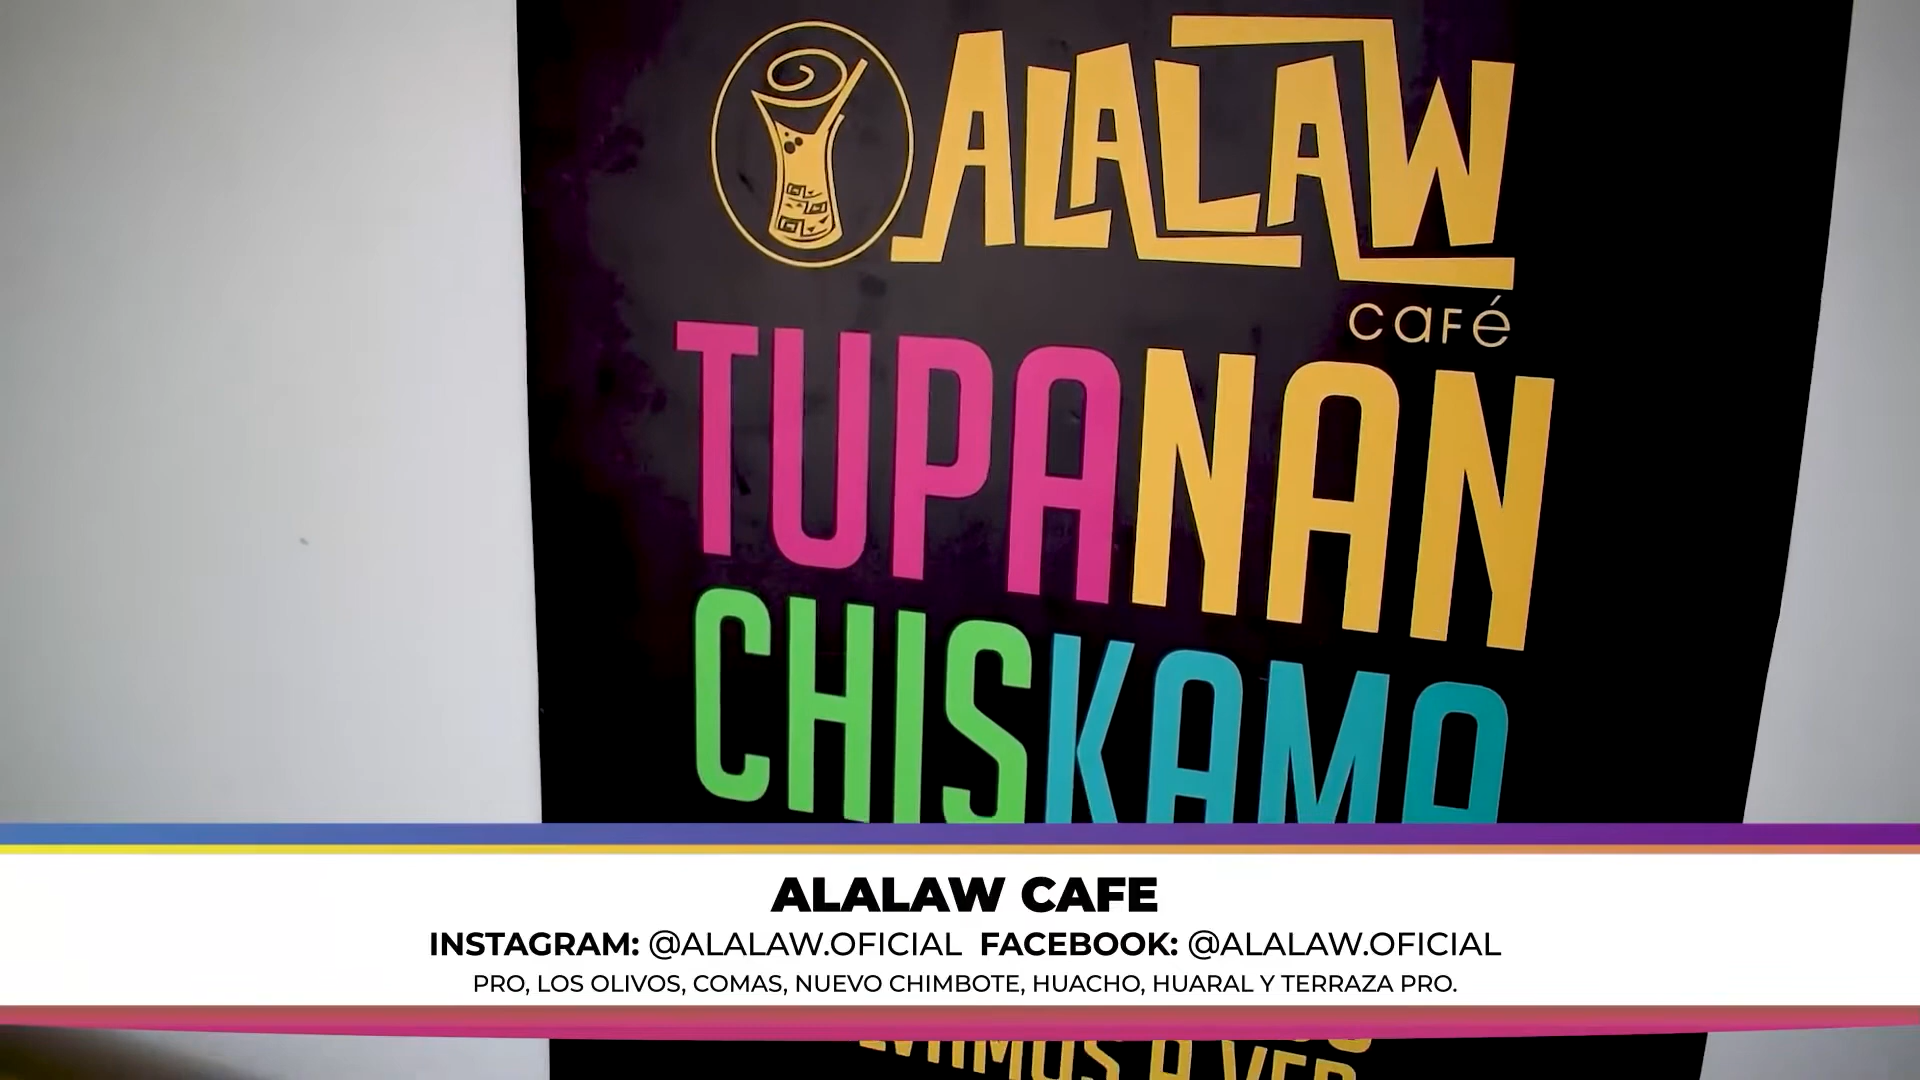 ALALAW
café
TUPANAN
CHISKAMA
ALALAW CAFE
INSTAGRAM: @ALALAW.OFICIAL FACEBOOK: @ALALAW.OFICIAL
PRO, LOS OLIVOS, COMAS, NUEVO CHIMBOTE, HUACHO, HUARAL Y TERRAZA PRO.
A VER